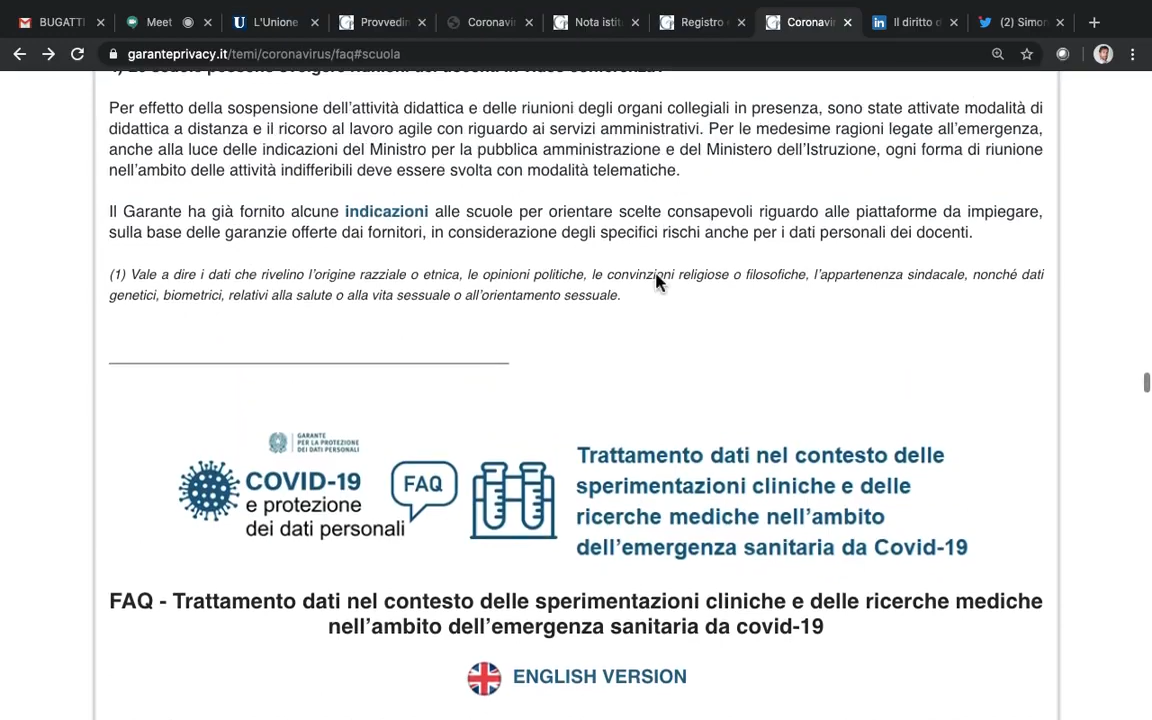 BUGATTI
Meet
L'Unione
Provvedin
Coronavir
Nota istit
Registro
Coronavir
Il diritto d
(2) Simon
garanteprivacy.it/temi/coronavirus/faq#scuola
Per effetto della sospensione dell'attività didattica e delle riunioni degli organi collegiali in presenza, sono state attivate modalità di
didattica a distanza e il ricorso al lavoro agile con riguardo ai servizi amministrativi. Per le medesime ragioni legate all'emergenza,
anche alla luce delle indicazioni del Ministro per la pubblica amministrazione e del Ministero dell'Istruzione, ogni forma di riunione
nell'ambito delle attività indifferibili deve essere svolta con modalità telematiche.
Il Garante ha già fornito alcune indicazioni alle scuole per orientare scelte consapevoli riguardo alle piattaforme da impiegare,
sulla base delle garanzie offerte dai fornitori, in considerazione degli specifici rischi anche per i dati personali dei docenti.
(1) Vale a dire i dati che rivelino l'origine razziale o etnica, le opinioni politiche, le convinzioni religiose o filosofiche, l'appartenenza sindacale, nonché dati
genetici, biometrici, relativi alla salute o alla vita sessuale o all'orientamento sessuale.
GARANTE
PER LA PROTEZIONE
DEI DATI PERSONALI
COVID-19
e protezione
dei dati personali
FAQ
Trattamento dati nel contesto delle
sperimentazioni cliniche e delle
ricerche mediche nell'ambito
dell'emergenza sanitaria da Covid-19
FAQ - Trattamento dati nel contesto delle sperimentazioni cliniche e delle ricerche mediche
nell'ambito dell'emergenza sanitaria da covid-19
ENGLISH VERSION